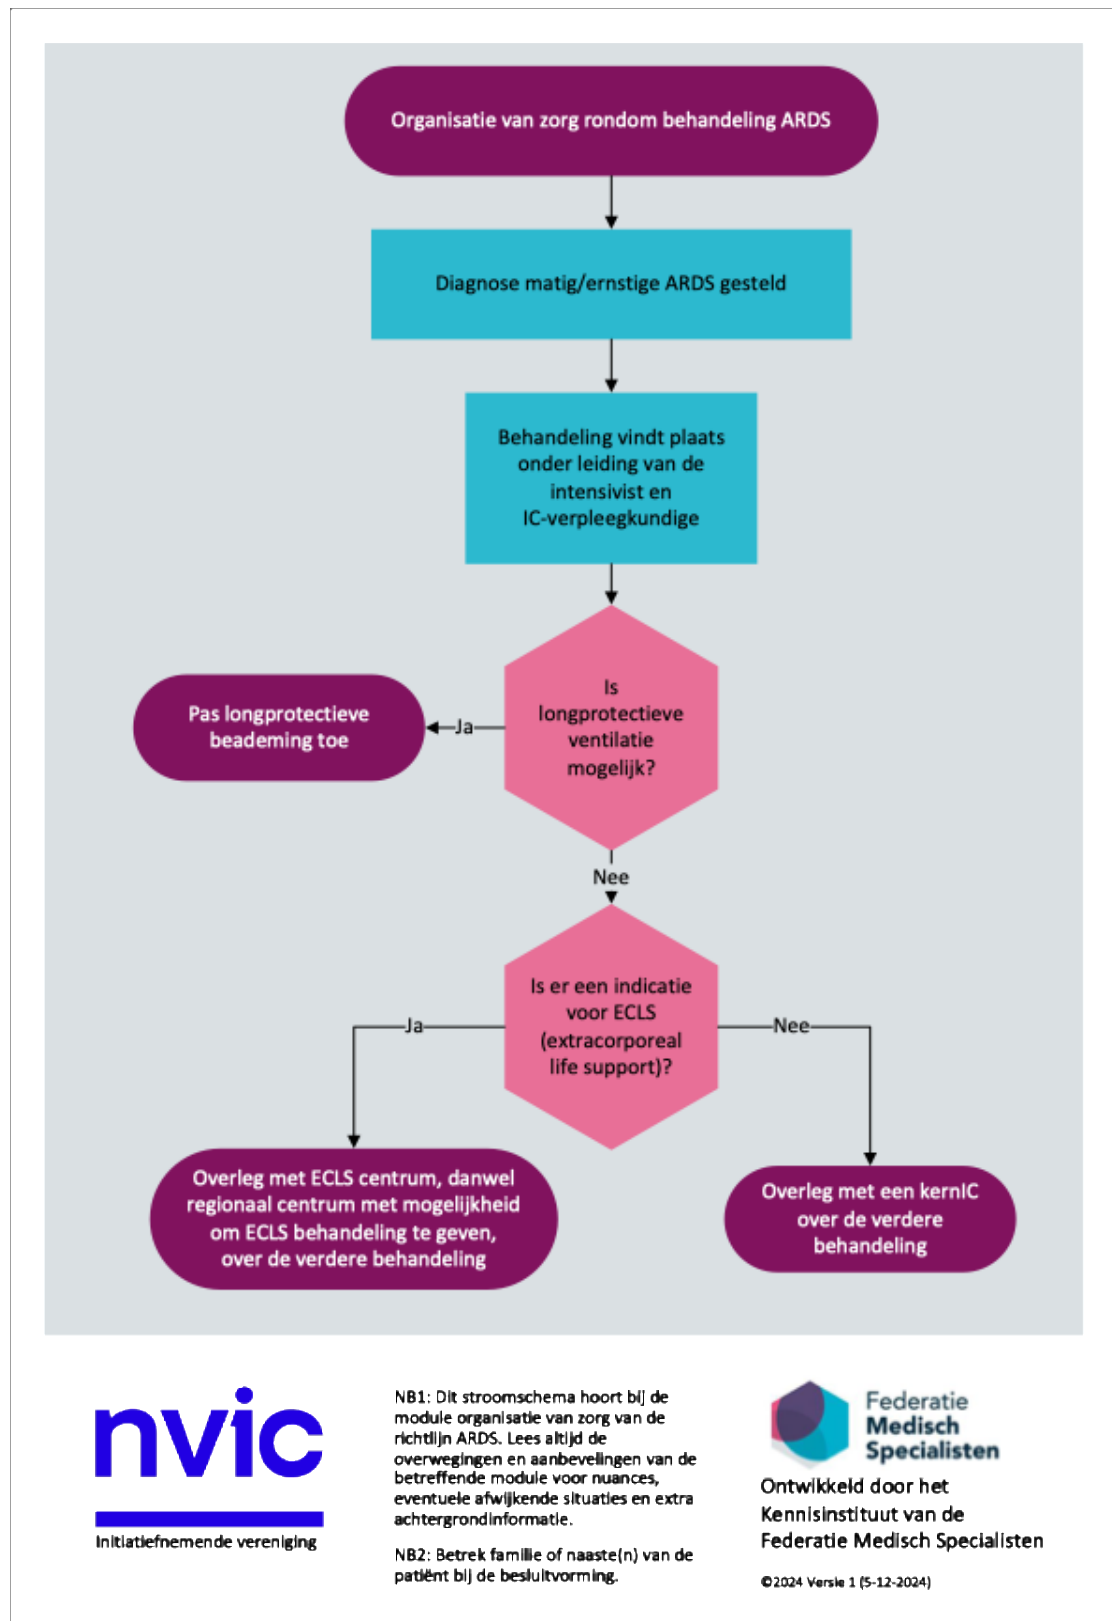 Organisatie van zorg rondom behandeling ARDS
Diagnose matig/ernstige ARDS gesteld
Behandeling vindt plaats
onder leiding van de
intensivist en
IC-verpleegkundige
Is
longprotectieve
ventilatie
mogelijk?
Ja
Pas longprotectieve
beademing toe
Nee
Is er een indicatie
voor ECLS
(extracorporeal
life support)?
Ja
Nee
Overleg met ECLS centrum, danwel
regionaal centrum met mogelijkheid
om ECLS behandeling te geven,
over de verdere behandeling
Overleg met een kernIC
over de verdere
behandeling
nvic
Initiatiefnemende vereniging
NB1: Dit stroomschema hoort bij de
module organisatie van zorg van de
richtlijn ARDS. Lees altijd de
overwegingen en aanbevelingen van de
betreffende module voor nuances,
eventuele afwijkende situaties en extra
achtergrondinformatie.
NB2: Betrek familie of naaste(n) van de
patiënt bij de besluitvorming.
Federatie
Medisch
Specialisten
Ontwikkeld door het
Kennisinstituut van de
Federatie Medisch Specialisten
©2024 Versie 1 (5-12-2024)